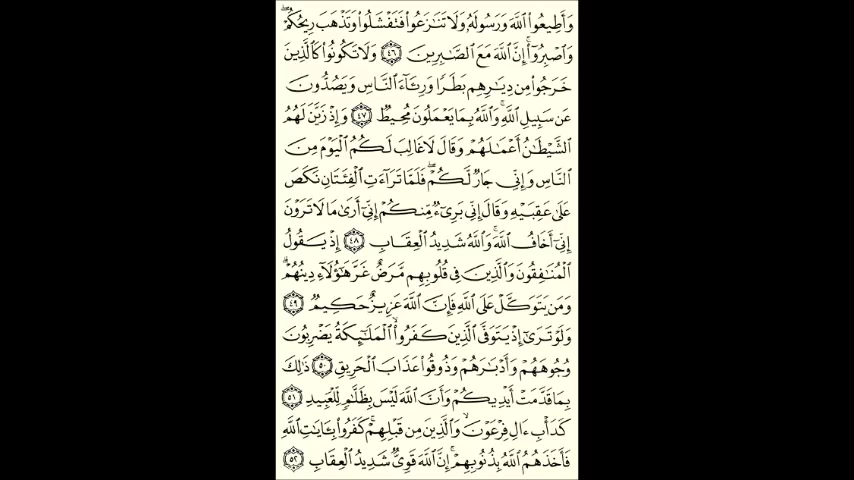 وَأَطِيعُوا۟ ٱللَّهَ وَرَسُولَهُۥ وَلَا تَنَـٰزَعُوا۟ فَتَفْشَلُوا۟ وَتَذْهَبَ رِيحُكُمْ ۖ
وَٱصْبِرُوٓا۟ ۚ إِنَّ ٱللَّهَ مَعَ ٱلصَّـٰبِرِينَ ٤٦ وَلَا تَكُونُوا۟ كَٱلَّذِينَ
خَرَجُوا۟ مِن دِيَـٰرِهِم بَطَرًا وَرِئَآءَ ٱلنَّاسِ وَيَصُدُّونَ
عَن سَبِيلِ ٱللَّهِ ۚ وَٱللَّهُ بِمَا يَعْمَلُونَ مُحِيطٌ ٤٧ وَإِذْ زَيَّنَ لَهُمُ
ٱلشَّيْطَـٰنُ أَعْمَـٰلَهُمْ وَقَالَ لَا غَالِبَ لَكُمُ ٱلْيَوْمَ مِنَ
ٱلنَّاسِ وَإِنِّى جَارٌ لَّكُمْ ۖ فَلَمَّا تَرَآءَتِ ٱلْفِئَتَانِ نَكَصَ
عَلَىٰ عَقِبَيْهِ وَقَالَ إِنِّى بَرِىٓءٌ مِّنكُمْ إِنِّىٓ أَرَىٰ مَا لَا تَرَوْنَ
إِنِّىٓ أَخَافُ ٱللَّهَ ۚ وَٱللَّهُ شَدِيدُ ٱلْعِقَابِ ٤٨ إِذْ يَقُولُ
ٱلْمُنَـٰفِقُونَ وَٱلَّذِينَ فِى قُلُوبِهِم مَّرَضٌ غَرَّ هَـٰٓؤُلَآءِ دِينُهُمْ ۗ
وَمَن يَتَوَكَّلْ عَلَى ٱللَّهِ فَإِنَّ ٱللَّهَ عَزِيزٌ حَكِيمٌ ٤٩
وَلَوْ تَرَىٰٓ إِذْ يَتَوَفَّى ٱلَّذِينَ كَفَرُوا۟ ۙ ٱلْمَلَـٰٓئِكَةُ يَضْرِبُونَ
وُجُوهَهُمْ وَأَدْبَـٰرَهُمْ وَذُوقُوا۟ عَذَابَ ٱلْحَرِيقِ ٥٠ ذَٰلِكَ
بِمَا قَدَّمَتْ أَيْدِيكُمْ وَأَنَّ ٱللَّهَ لَيْسَ بِظَلَّـٰمٍ لِّلْعَبِيدِ ٥١
كَدَأْبِ ءَالِ فِرْعَوْنَ ۙ وَٱلَّذِينَ مِن قَبْلِهِمْ ۚ كَفَرُوا۟ بِـَٔايَـٰتِ ٱللَّهِ
فَأَخَذَهُمُ ٱللَّهُ بِذُنُوبِهِمْ ۗ إِنَّ ٱللَّهَ قَوِىٌّ شَدِيدُ ٱلْعِقَابِ ٥٢